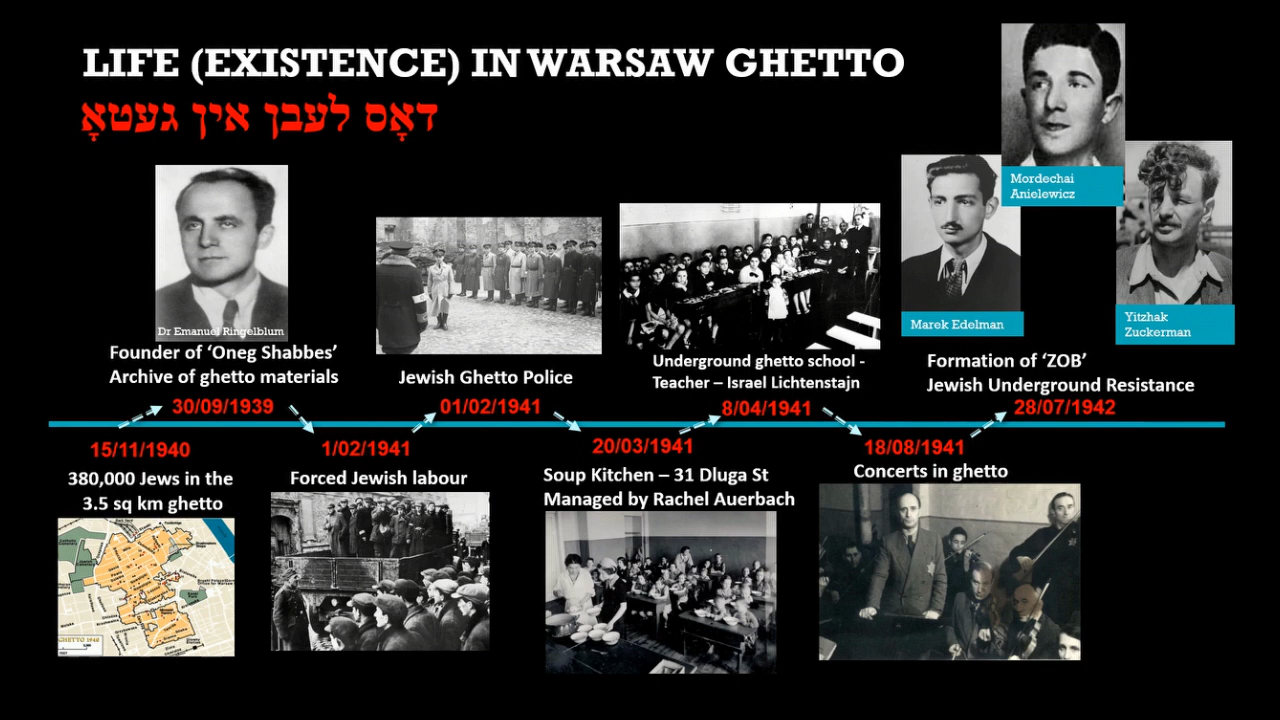 LIFE (EXISTENCE) IN WARSAW GHETTO
דאָס לעבן אין געטאָ
Mordechai
Anielewicz
Marek Edelman
Yitzhak
Zuckerman
Dr Emanuel Ringelblum
Founder of ‘Oneg Shabbes’
Archive of ghetto materials
30/09/1939
Jewish Ghetto Police
01/02/1941
Underground ghetto school -
Teacher – Israel Lichtenstajn
8/04/1941
Formation of ‘ZOB’
Jewish Underground Resistance
28/07/1942
15/11/1940
380,000 Jews in the
3.5 sq km ghetto
GHETTO 1940
1/02/1941
Forced Jewish labour
20/03/1941
Soup Kitchen – 31 Dluga St
Managed by Rachel Auerbach
18/08/1941
Concerts in ghetto